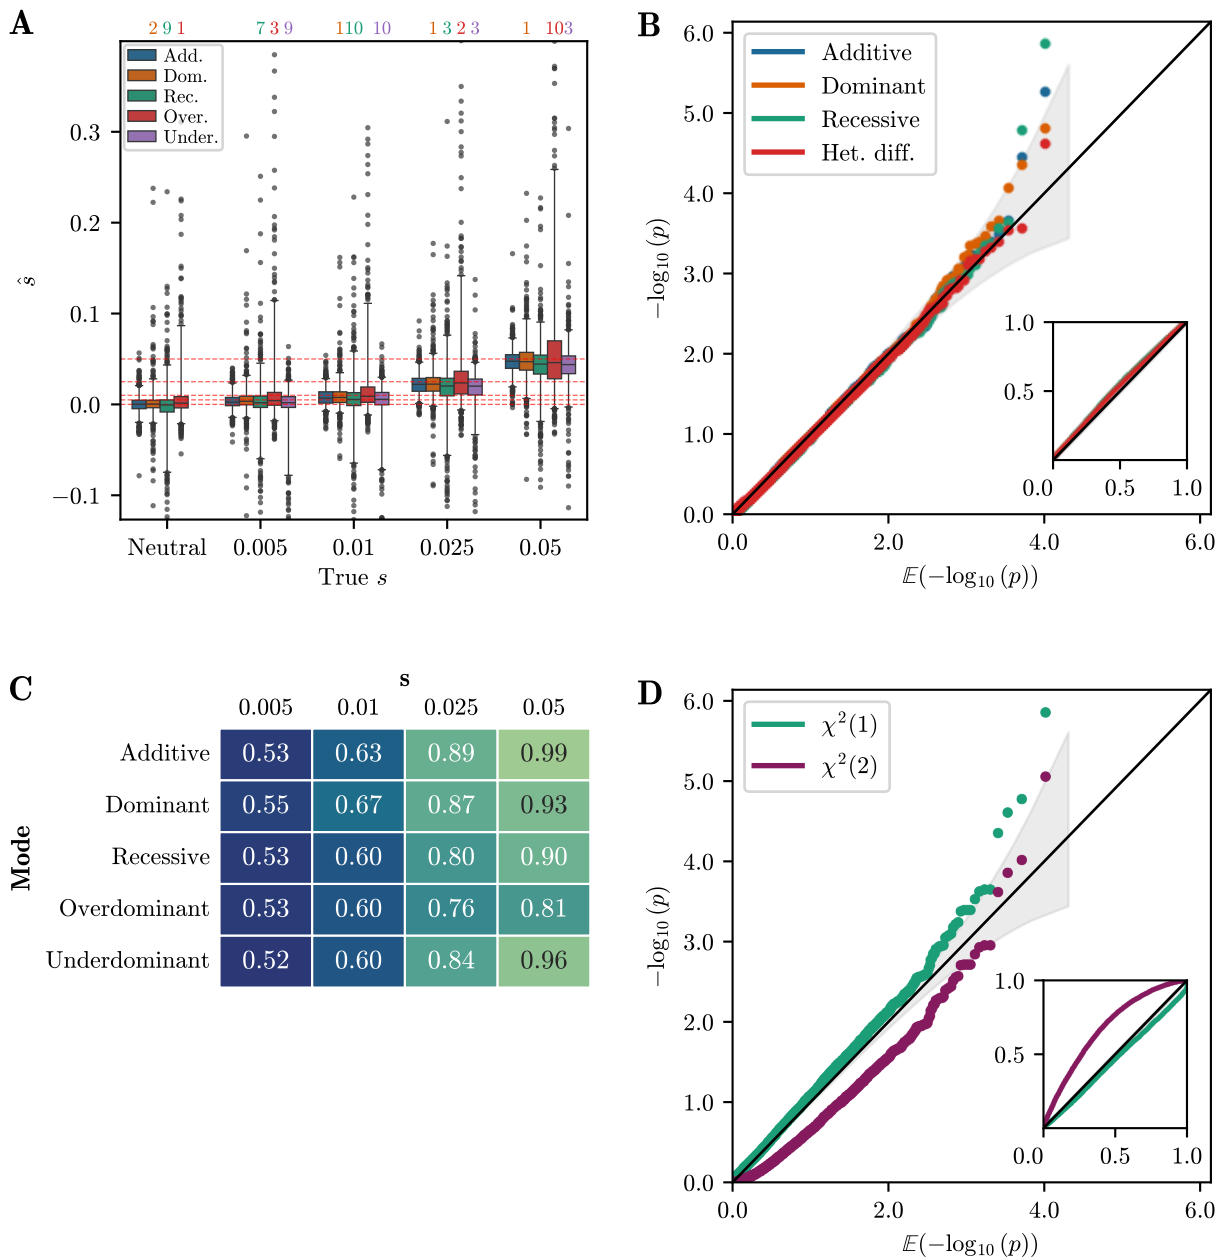 A
2 9 1 7 3 9 1 10 10 1 3 2 3 1 10 3
Add.
Dom.
Rec.
Over.
Under.
0.3
0.2
0.1
0.0
−0.1
ŝ
Neutral 0.005 0.01 0.025 0.05
True s
B
6.0
5.0
4.0
3.0
2.0
1.0
0.0
−log₁₀ (p)
Additive
Dominant
Recessive
Het. diff.
1.0
0.5
0.0 0.5 1.0
0.0 2.0 4.0 6.0
𝔼(−log₁₀ (p))
C
s
0.005 0.01 0.025 0.05
Mode
Additive 0.53 0.63 0.89 0.99
Dominant 0.55 0.67 0.87 0.93
Recessive 0.53 0.60 0.80 0.90
Overdominant 0.53 0.60 0.76 0.81
Underdominant 0.52 0.60 0.84 0.96
D
6.0
5.0
4.0
3.0
2.0
1.0
0.0
−log₁₀ (p)
χ²(1)
χ²(2)
1.0
0.5
0.0 0.5 1.0
0.0 2.0 4.0 6.0
𝔼(−log₁₀ (p))